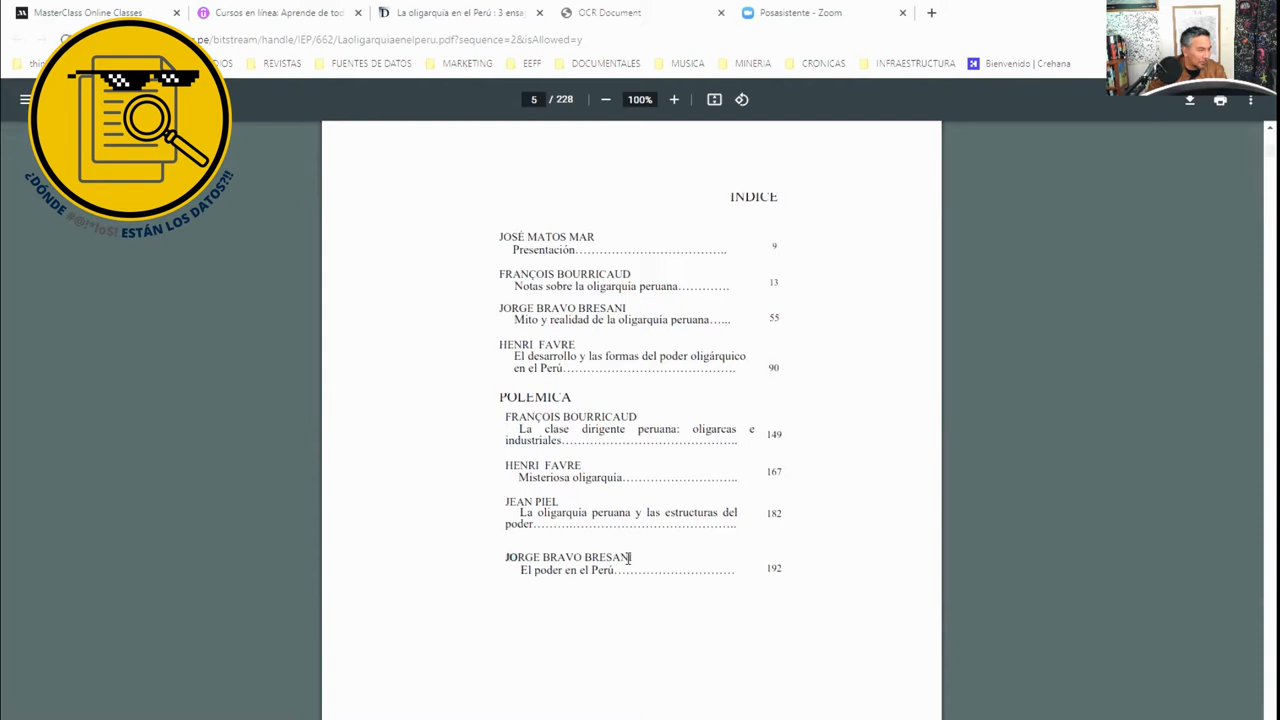 MasterClass Online Classes
Cursos en línea: Aprende de tod
La oligarquía en el Perú : 3 ensa
OCR Document
Posasistente - Zoom
pe/bitstream/handle/IEP/662/Laoligarquiaenelperu.pdf?sequence=2&isAllowed=y
REVISTAS
FUENTES DE DATOS
MARKETING
EEFF
DOCUMENTALES
MUSICA
MINERIA
CRONICAS
INFRAESTRUCTURA
Bienvenido | Crehana
5 / 228
100%
¿DÓNDE @@!*!os! ESTÁN LOS DATOS?!!
INDICE
JOSÉ MATOS MAR
Presentación……………………………….. 9
FRANÇOIS BOURRICAUD
Notas sobre la oligarquía peruana…………. 13
JORGE BRAVO BRESANI
Mito y realidad de la oligarquía peruana…... 55
HENRI FAVRE
El desarrollo y las formas del poder oligárquico
en el Perú……………………………………. 90
POLEMICA
FRANÇOIS BOURRICAUD
La clase dirigente peruana: oligarcas e
industriales…………………………………….. 149
HENRI FAVRE
Misteriosa oligarquía……………………….. 167
JEAN PIEL
La oligarquía peruana y las estructuras del
poder…………………………………………….. 182
JORGE BRAVO BRESANI
El poder en el Perú………………………… 192